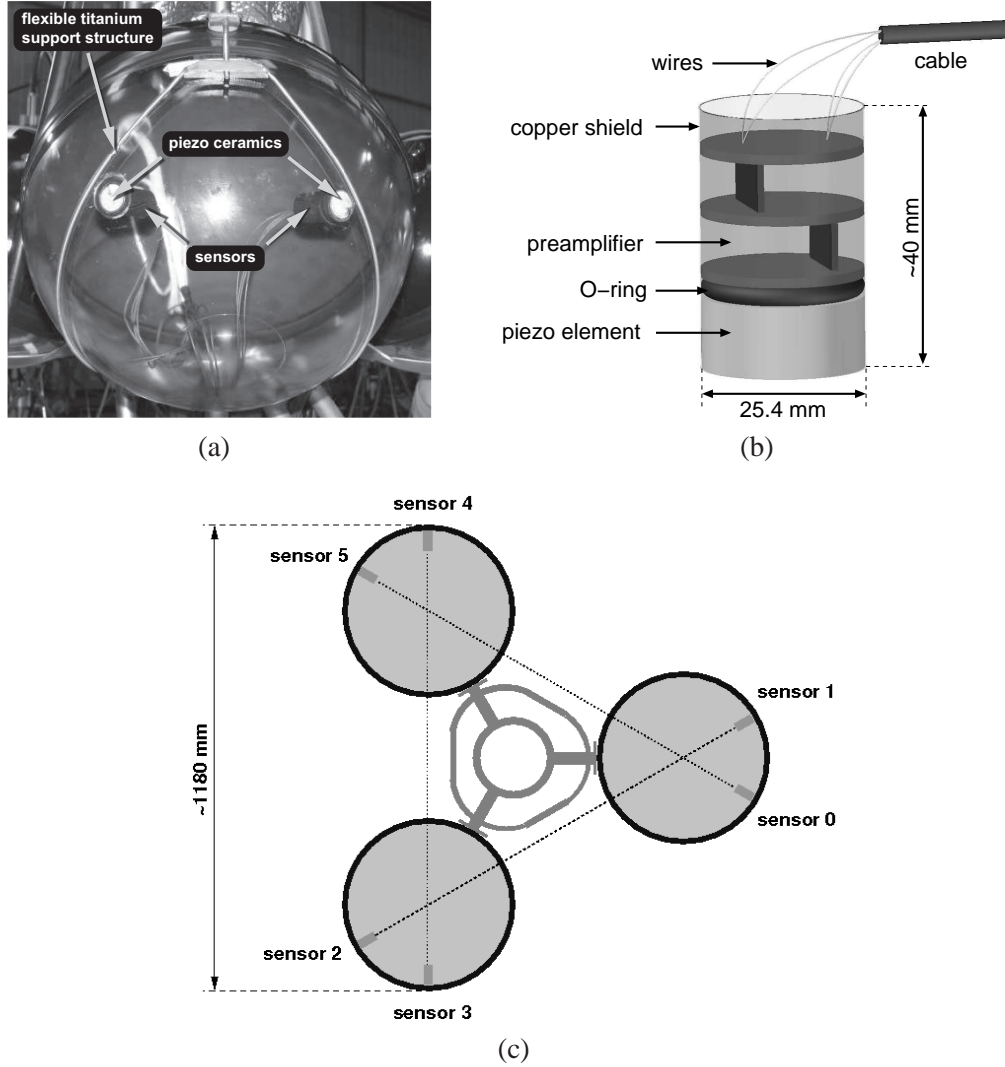 flexible titanium
support structure
piezo ceramics
sensors
(a)
wires
cable
copper shield
preamplifier
O−ring
piezo element
~40 mm
25.4 mm
(b)
sensor 4
sensor 5
sensor 1
~1180 mm
sensor 0
sensor 2
sensor 3
(c)